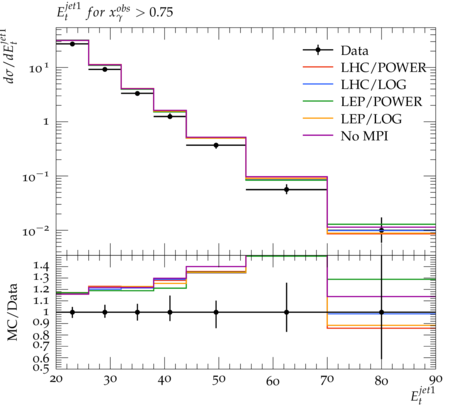 E_t^{jet1} for x_γ^{obs} > 0.75
dσ/dE_t^{jet1}
10^1
1
10^{-1}
10^{-2}
Data
LHC/POWER
LHC/LOG
LEP/POWER
LEP/LOG
No MPI
MC/Data
1.4
1.3
1.2
1.1
1
0.9
0.8
0.7
0.6
0.5
20 30 40 50 60 70 80 90
E_t^{jet1}